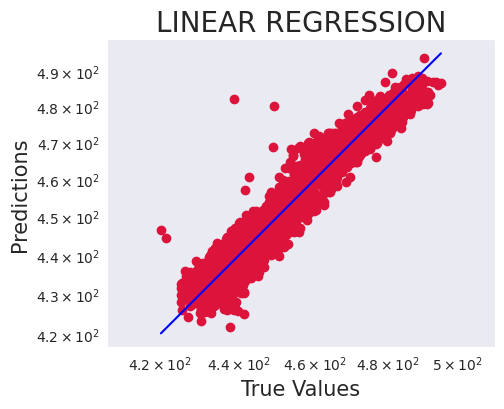 LINEAR REGRESSION
4.9 × 10²
4.8 × 10²
4.7 × 10²
4.6 × 10²
4.5 × 10²
4.4 × 10²
4.3 × 10²
4.2 × 10²
Predictions
4.2 × 10² 4.4 × 10² 4.6 × 10² 4.8 × 10² 5 × 10²
True Values